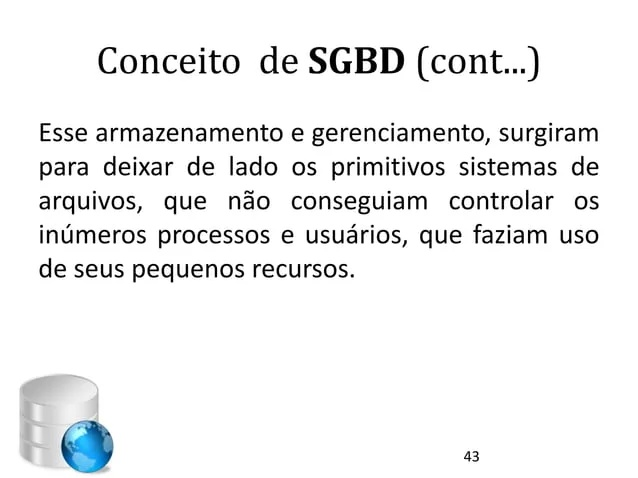 Conceito de SGBD (cont...)
Esse armazenamento e gerenciamento, surgiram
para deixar de lado os primitivos sistemas de
arquivos, que não conseguiam controlar os
inúmeros processos e usuários, que faziam uso
de seus pequenos recursos.
43